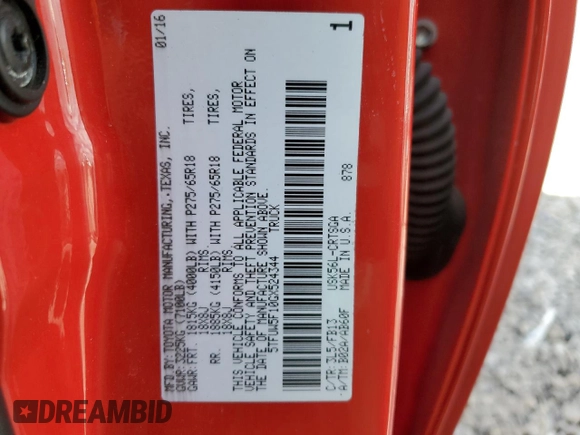 MFD.BY:TOYOTA MOTOR MANUFACTURING, TEXAS, INC. 01/16
GVWR: 3225KG (7100LB)
GAWR: FRT. 1815KG (4000LB) WITH P275/65R18 TIRES,
18X8J RIMS,
RR. 1885KG (4150LB) WITH P275/65R18 TIRES,
18X8J RIMS,
THIS VEHICLE CONFORMS TO ALL APPLICABLE FEDERAL MOTOR
VEHICLE SAFETY AND THEFT PREVENTION STANDARDS IN EFFECT ON
THE DATE OF MANUFACTURE SHOWN ABOVE.
5TFUW5F10GX524344 TRUCK
C/TR: 3L5/FB13 USK56L-CRTSGA
A/TM: B02A/AB60F MADE IN U.S.A. 878
1
DREAMBID